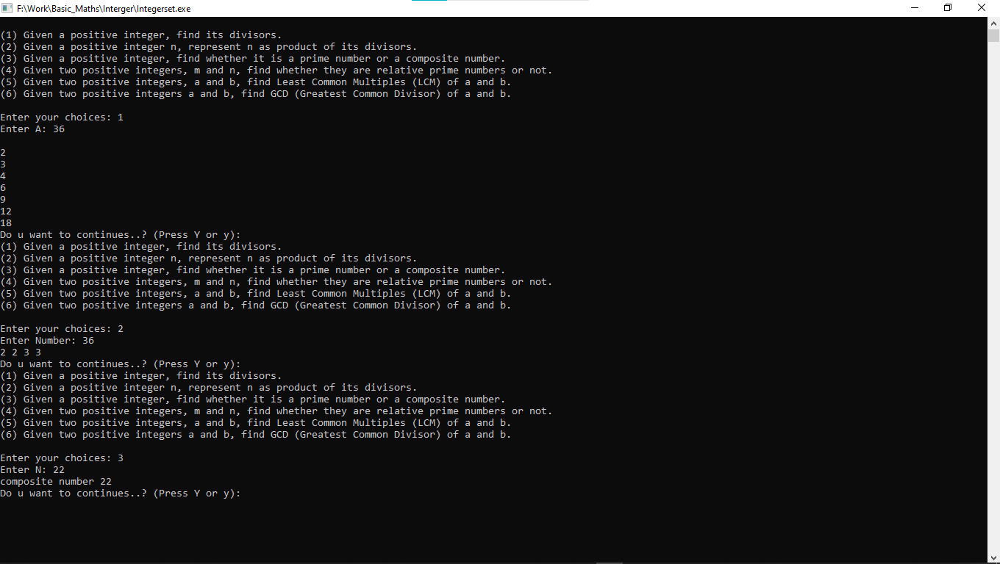 F:\Work\Basic_Maths\Interger\Integerset.exe
(1) Given a positive integer, find its divisors.
(2) Given a positive integer n, represent n as product of its divisors.
(3) Given a positive integer, find whether it is a prime number or a composite number.
(4) Given two positive integers, m and n, find whether they are relative prime numbers or not.
(5) Given two positive integers, a and b, find Least Common Multiples (LCM) of a and b.
(6) Given two positive integers a and b, find GCD (Greatest Common Divisor) of a and b.
Enter your choices: 1
Enter A: 36
2
3
4
6
9
12
18
Do u want to continues..? (Press Y or y):
(1) Given a positive integer, find its divisors.
(2) Given a positive integer n, represent n as product of its divisors.
(3) Given a positive integer, find whether it is a prime number or a composite number.
(4) Given two positive integers, m and n, find whether they are relative prime numbers or not.
(5) Given two positive integers, a and b, find Least Common Multiples (LCM) of a and b.
(6) Given two positive integers a and b, find GCD (Greatest Common Divisor) of a and b.
Enter your choices: 2
Enter Number: 36
2 2 3 3
Do u want to continues..? (Press Y or y):
(1) Given a positive integer, find its divisors.
(2) Given a positive integer n, represent n as product of its divisors.
(3) Given a positive integer, find whether it is a prime number or a composite number.
(4) Given two positive integers, m and n, find whether they are relative prime numbers or not.
(5) Given two positive integers, a and b, find Least Common Multiples (LCM) of a and b.
(6) Given two positive integers a and b, find GCD (Greatest Common Divisor) of a and b.
Enter your choices: 3
Enter N: 22
composite number 22
Do u want to continues..? (Press Y or y):